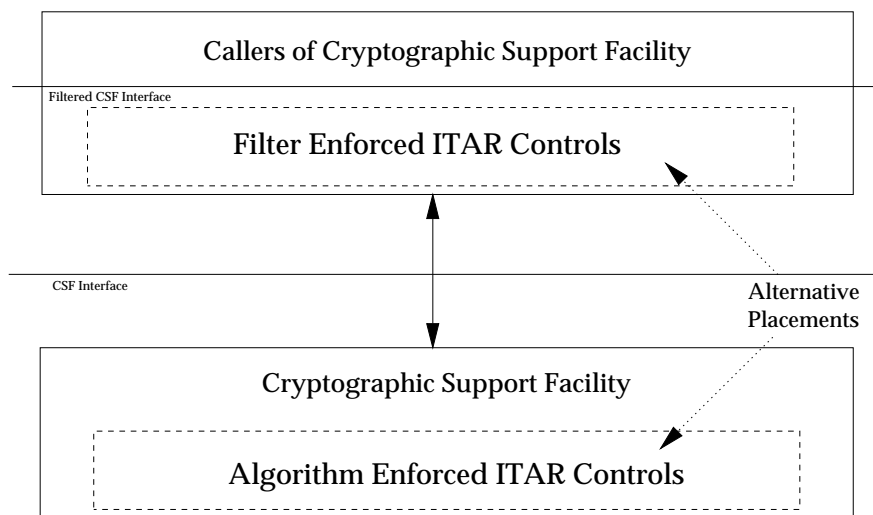 Callers of Cryptographic Support Facility
Filtered CSF Interface
Filter Enforced ITAR Controls
CSF Interface
Alternative
Placements
Cryptographic Support Facility
Algorithm Enforced ITAR Controls